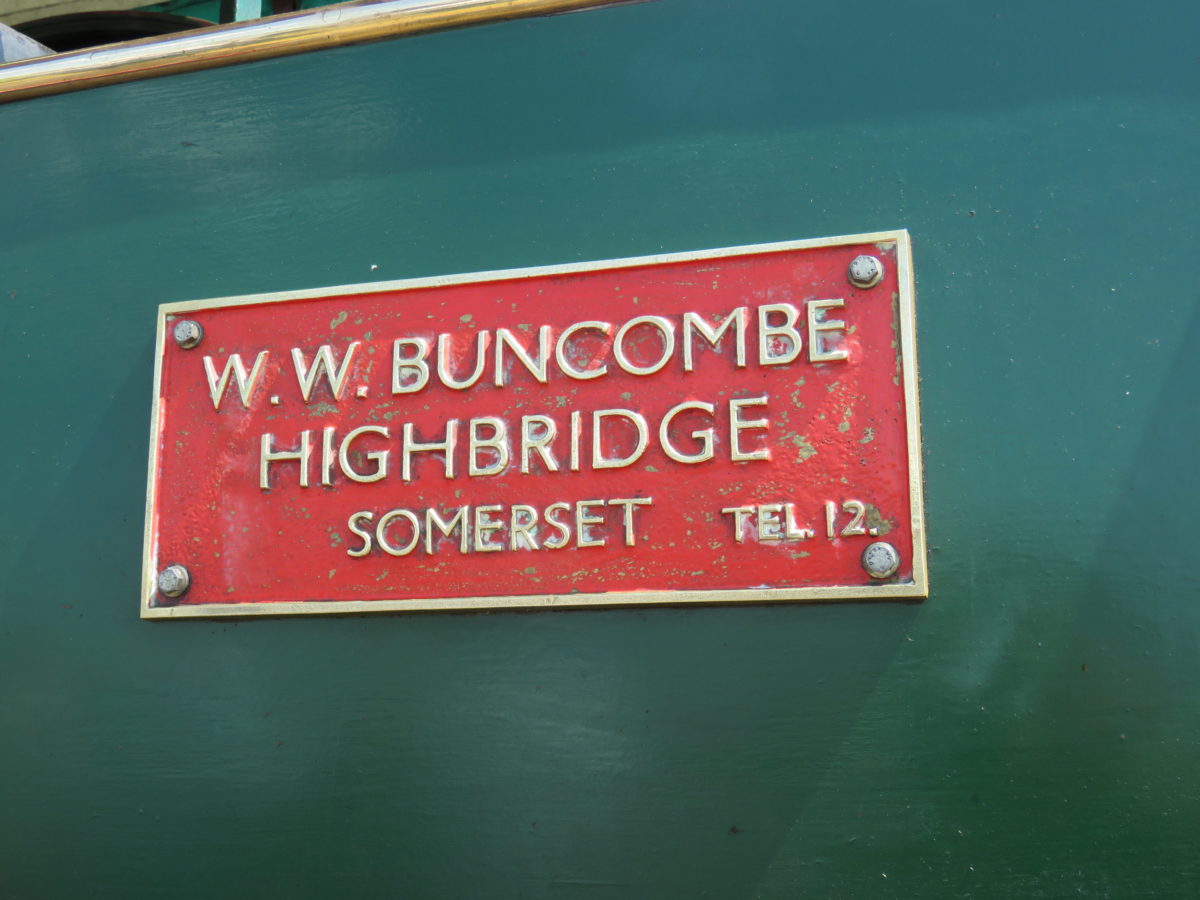 W.W. BUNCOMBE
HIGHBRIDGE
SOMERSET TEL. 12.